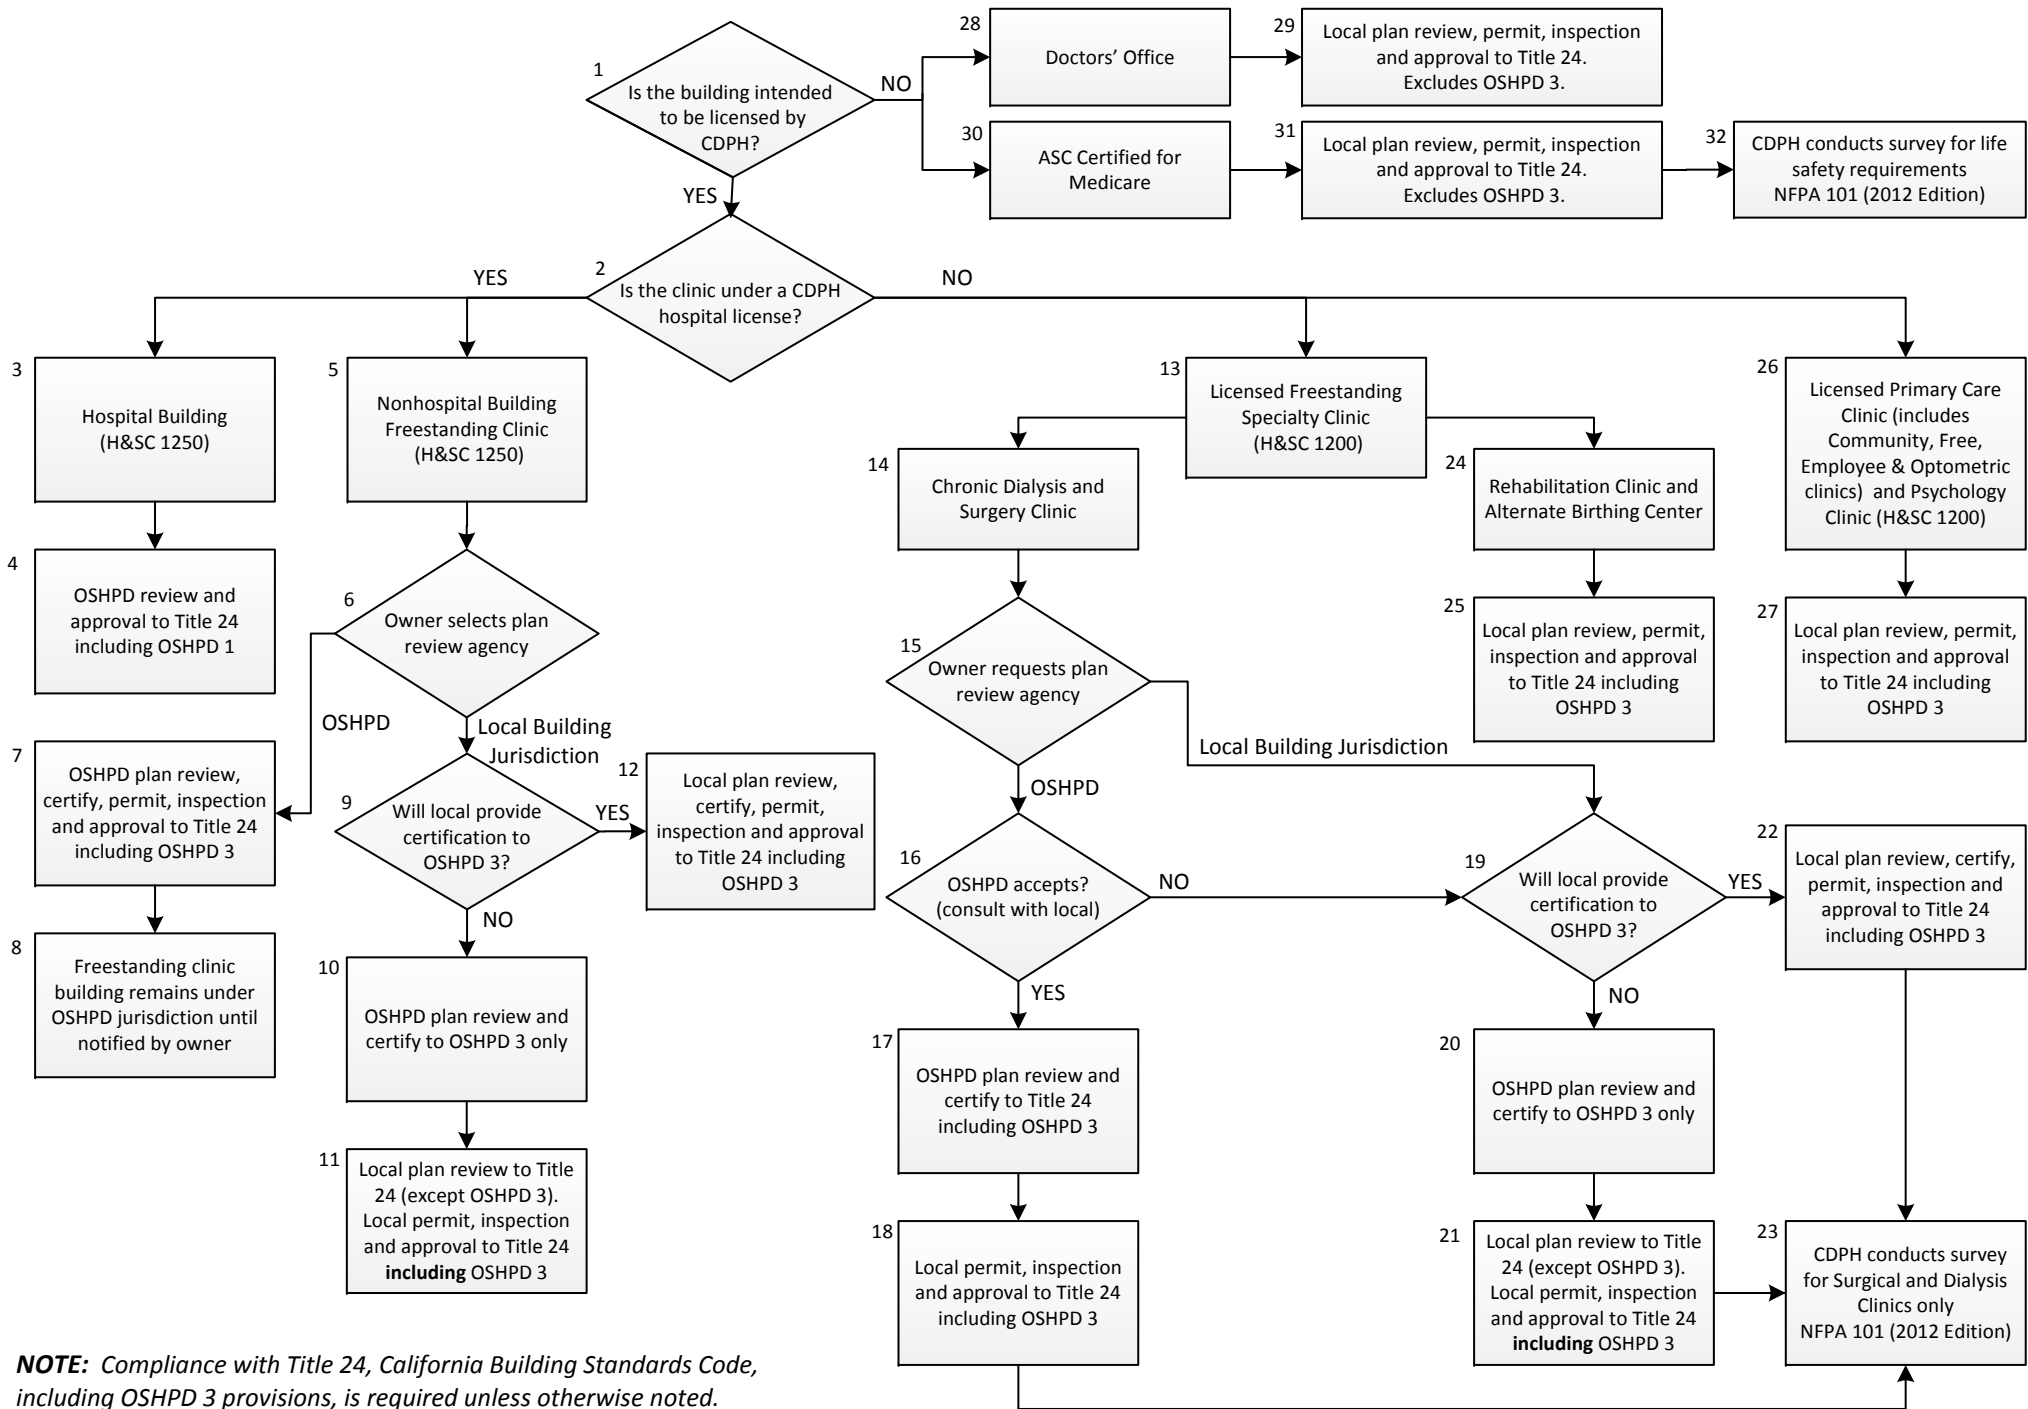 1
Is the building intended
to be licensed by
CDPH?
NO
YES
28
Doctors’ Office
29
Local plan review, permit, inspection
and approval to Title 24.
Excludes OSHPD 3.
30
ASC Certified for
Medicare
31
Local plan review, permit, inspection
and approval to Title 24.
Excludes OSHPD 3.
32
CDPH conducts survey for life
safety requirements
NFPA 101 (2012 Edition)
2
Is the clinic under a CDPH
hospital license?
YES
NO
3
Hospital Building
(H&SC 1250)
4
OSHPD review and
approval to Title 24
including OSHPD 1
5
Nonhospital Building
Freestanding Clinic
(H&SC 1250)
6
Owner selects plan
review agency
OSHPD
Local Building
Jurisdiction
7
OSHPD plan review,
certify, permit, inspection
and approval to Title 24
including OSHPD 3
8
Freestanding clinic
building remains under
OSHPD jurisdiction until
notified by owner
9
Will local provide
certification to
OSHPD 3?
YES
NO
12
Local plan review,
certify, permit,
inspection and approval
to Title 24 including
OSHPD 3
10
OSHPD plan review and
certify to OSHPD 3 only
11
Local plan review to Title
24 (except OSHPD 3).
Local permit, inspection
and approval to Title 24
including OSHPD 3
13
Licensed Freestanding
Specialty Clinic
(H&SC 1200)
14
Chronic Dialysis and
Surgery Clinic
15
Owner requests plan
review agency
OSHPD
Local Building Jurisdiction
16
OSHPD accepts?
(consult with local)
NO
YES
17
OSHPD plan review and
certify to Title 24
including OSHPD 3
18
Local permit, inspection
and approval to Title 24
including OSHPD 3
24
Rehabilitation Clinic and
Alternate Birthing Center
25
Local plan review, permit,
inspection and approval
to Title 24 including
OSHPD 3
19
Will local provide
certification to
OSHPD 3?
YES
NO
20
OSHPD plan review and
certify to OSHPD 3 only
21
Local plan review to Title
24 (except OSHPD 3).
Local permit, inspection
and approval to Title 24
including OSHPD 3
26
Licensed Primary Care
Clinic (includes
Community, Free,
Employee & Optometric
clinics) and Psychology
Clinic (H&SC 1200)
27
Local plan review, permit,
inspection and approval
to Title 24 including
OSHPD 3
22
Local plan review, certify,
permit, inspection and
approval to Title 24
including OSHPD 3
23
CDPH conducts survey
for Surgical and Dialysis
Clinics only
NFPA 101 (2012 Edition)
NOTE: Compliance with Title 24, California Building Standards Code,
including OSHPD 3 provisions, is required unless otherwise noted.